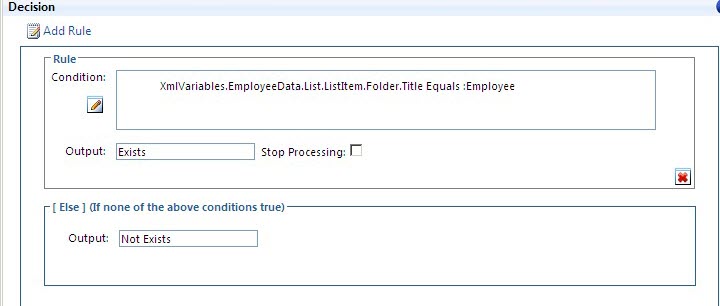 Decision
Add Rule
Rule
Condition:
XmlVariables.EmployeeData.List.ListItem.Folder.Title Equals :Employee
Output: Exists Stop Processing:
[ Else ] (If none of the above conditions true)
Output: Not Exists